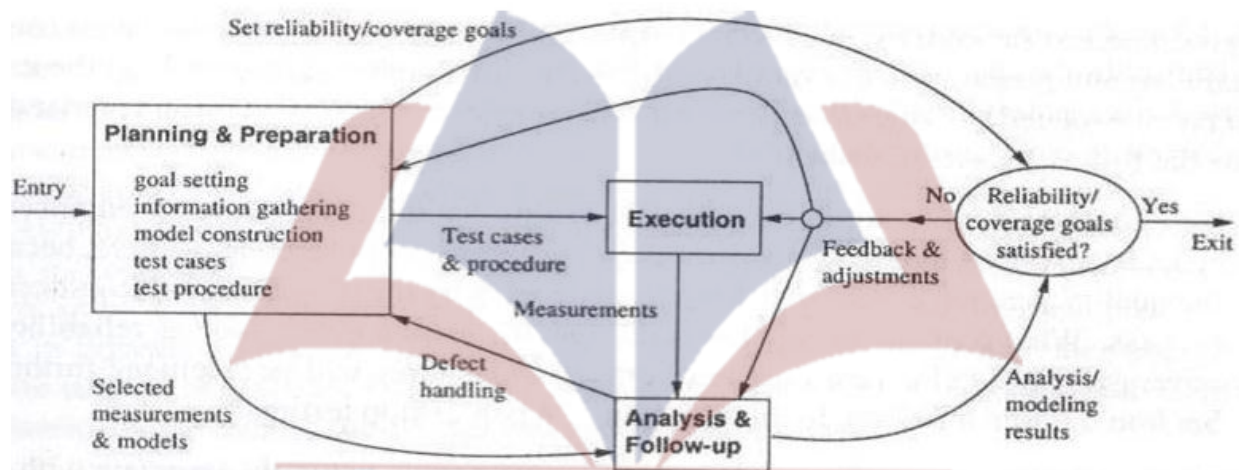 Set reliability/coverage goals
Planning & Preparation
Entry
goal setting
information gathering
model construction
test cases
test procedure
Test cases
& procedure
Execution
Measurements
Feedback &
adjustments
No
Reliability/
coverage goals
satisfied?
Yes
Exit
Defect
handling
Selected
measurements
& models
Analysis &
Follow-up
Analysis/
modeling
results